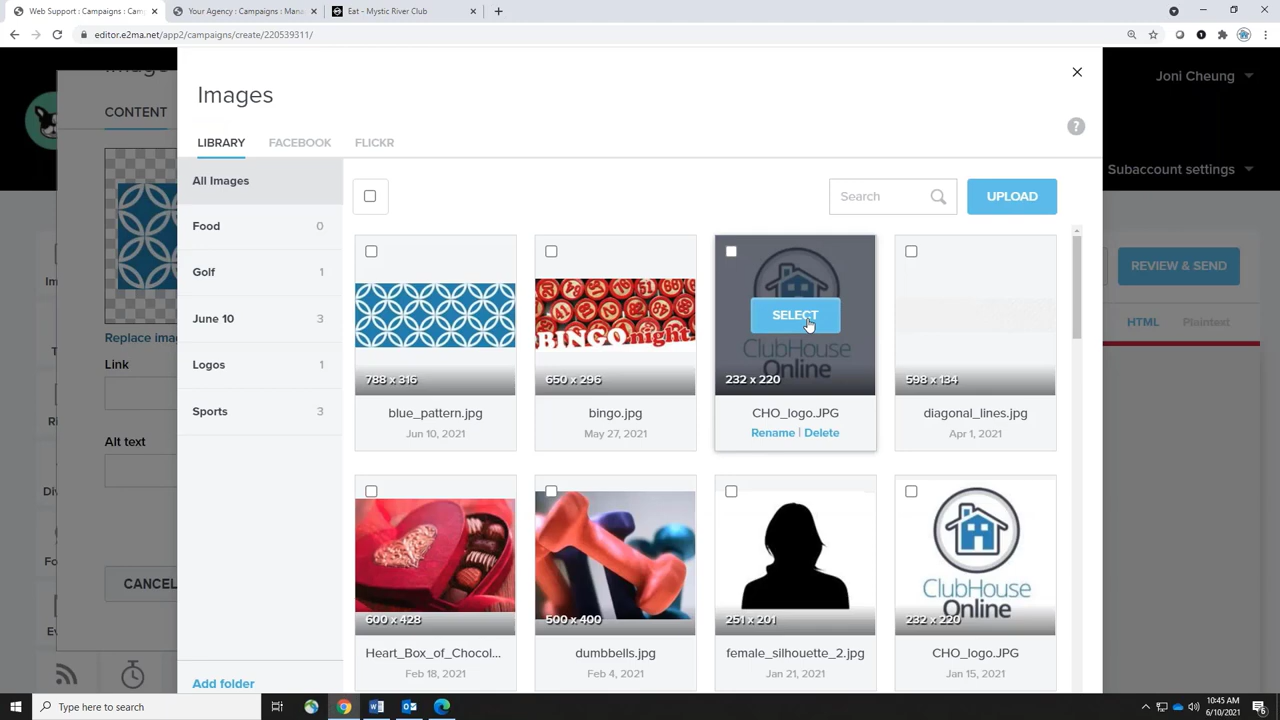 Web Support : Campaigns : Cam
Your Agency : Campaigns : Mana
Eat - Mystic River Club
editor.e2ma.net/app2/campaigns/create/220539311/
Images
Joni Cheung
CONTENT
LIBRARY
FACEBOOK
FLICKR
Subaccount settings
All Images
Search
UPLOAD
Food 0
Golf 1
June 10 3
Logos 1
Sports 3
REVIEW & SEND
HTML
Plaintext
Replace imag
Link
Alt text
CANCEL
SELECT
BINGO night
ClubHouse
Online
788 x 316
650 x 296
232 x 220
598 x 134
blue_pattern.jpg
bingo.jpg
CHO_logo.JPG
diagonal_lines.jpg
Jun 10, 2021
May 27, 2021
Rename | Delete
Apr 1, 2021
ClubHouse
Online
600 x 428
500 x 400
251 x 201
232 x 220
Heart_Box_of_Chocol...
dumbbells.jpg
female_silhouette_2.jpg
CHO_logo.JPG
Feb 18, 2021
Feb 4, 2021
Jan 21, 2021
Jan 15, 2021
Add folder
Type here to search
10:45 AM
6/10/2021